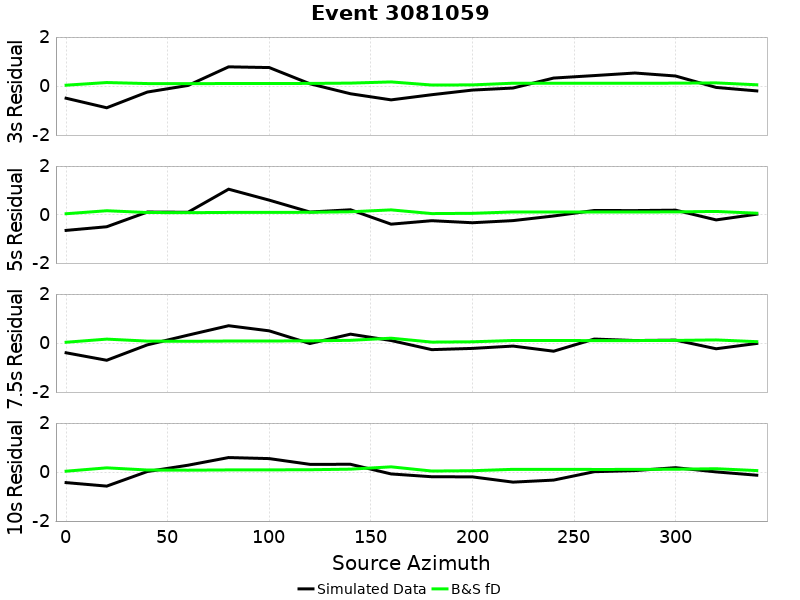 Event 3081059
3s Residual
2
0
-2
5s Residual
2
0
-2
7.5s Residual
2
0
-2
10s Residual
2
0
-2
0 50 100 150 200 250 300
Source Azimuth
Simulated Data B&S fD